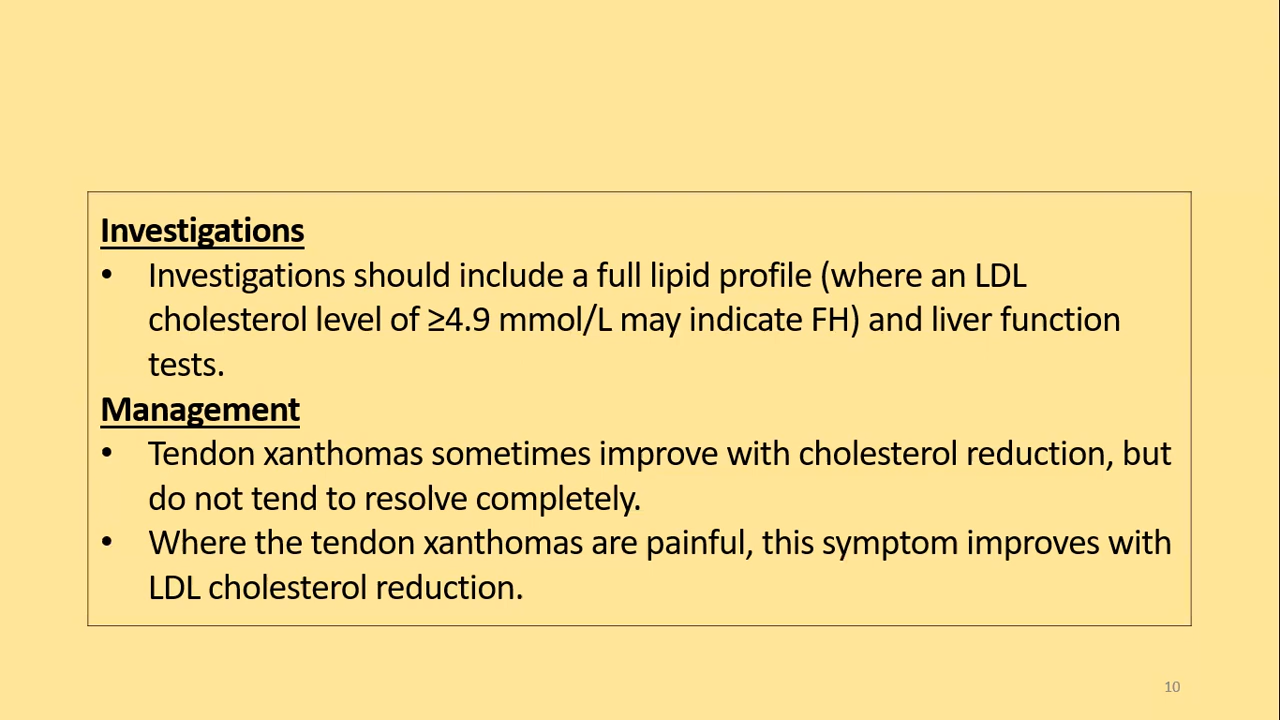 Investigations
• Investigations should include a full lipid profile (where an LDL
cholesterol level of ≥4.9 mmol/L may indicate FH) and liver function
tests.
Management
• Tendon xanthomas sometimes improve with cholesterol reduction, but
do not tend to resolve completely.
• Where the tendon xanthomas are painful, this symptom improves with
LDL cholesterol reduction.
10